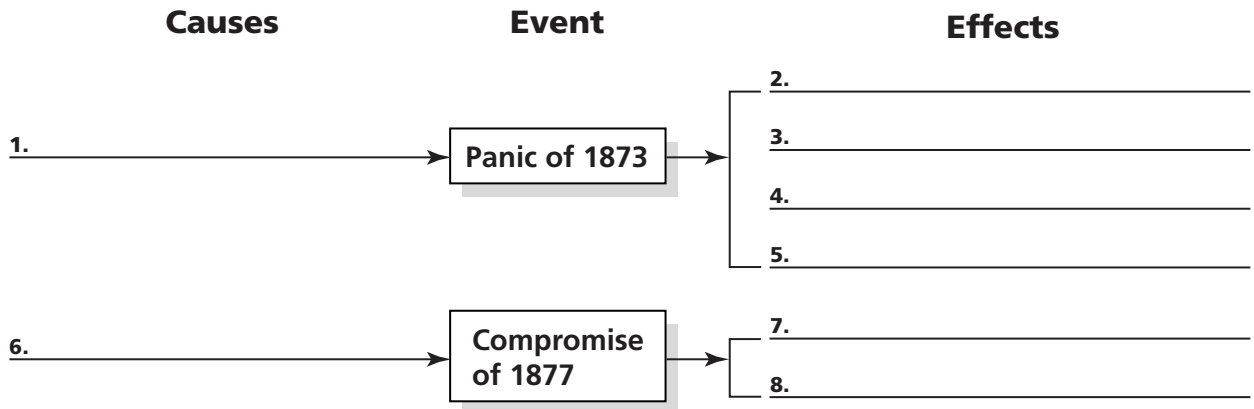 Causes
Event
Effects
1.
Panic of 1873
2.
3.
4.
5.
6.
Compromise
of 1877
7.
8.